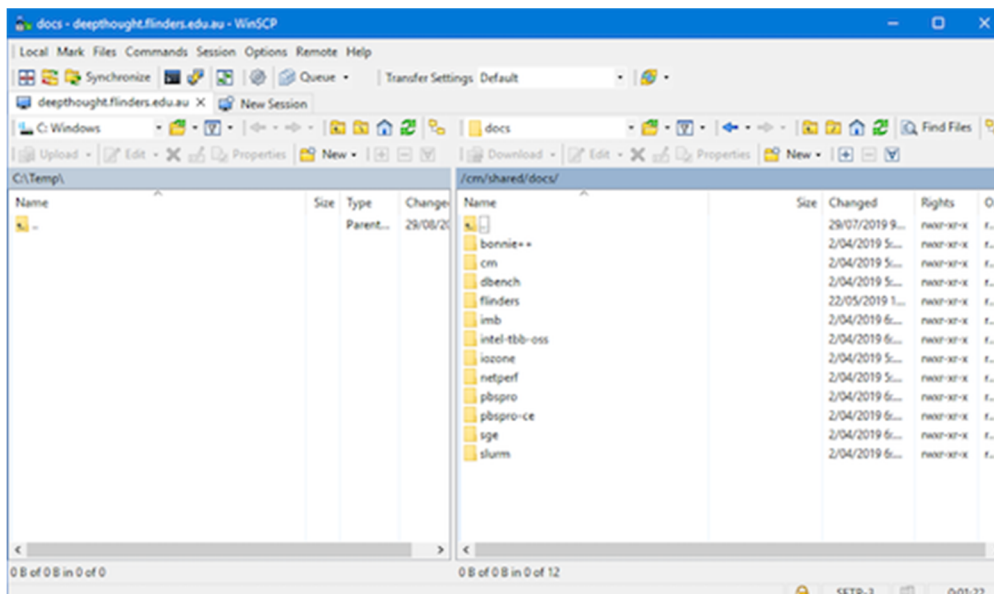 docs - deepthought.flinders.edu.au - WinSCP
Local Mark Files Commands Session Options Remote Help
Synchronize Queue Transfer Settings Default
deepthought.flinders.edu.au X New Session
C: Windows docs Find Files
Upload Edit Properties New Download Edit Properties New
C:\Temp\ /cm/shared/docs/
Name Size Type Change Name Size Changed Rights O
.. Parent... 29/08/20 .. 29/07/2019 9... rwxr-xr-x r..
bonnie++ 2/04/2019 5:... rwxr-xr-x r..
cm 2/04/2019 5:... rwxr-xr-x r..
dbench 2/04/2019 5:... rwxr-xr-x r..
flinders 22/05/2019 1... rwxr-xr-x r..
imb 2/04/2019 6:... rwxr-xr-x r..
intel-tbb-oss 2/04/2019 6:... rwxr-xr-x r..
iozone 2/04/2019 5:... rwxr-xr-x r..
netperf 2/04/2019 5:... rwxr-xr-x r..
pbspro 2/04/2019 6:... rwxr-xr-x r..
pbspro-ce 2/04/2019 6:... rwxr-xr-x r..
sge 2/04/2019 6:... rwxr-xr-x r..
slurm 2/04/2019 6:... rwxr-xr-x r..
0 B of 0 B in 0 of 0 0 B of 0 B in 0 of 12
SFTP-3 0:01:22